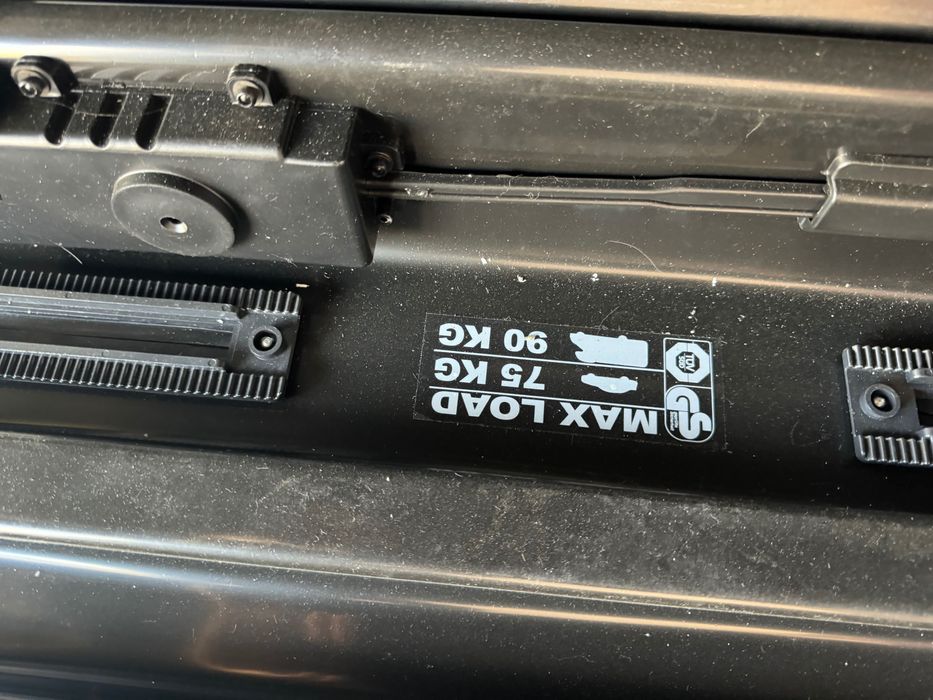 MAX LOAD
75 KG
90 KG
GS
TÜV